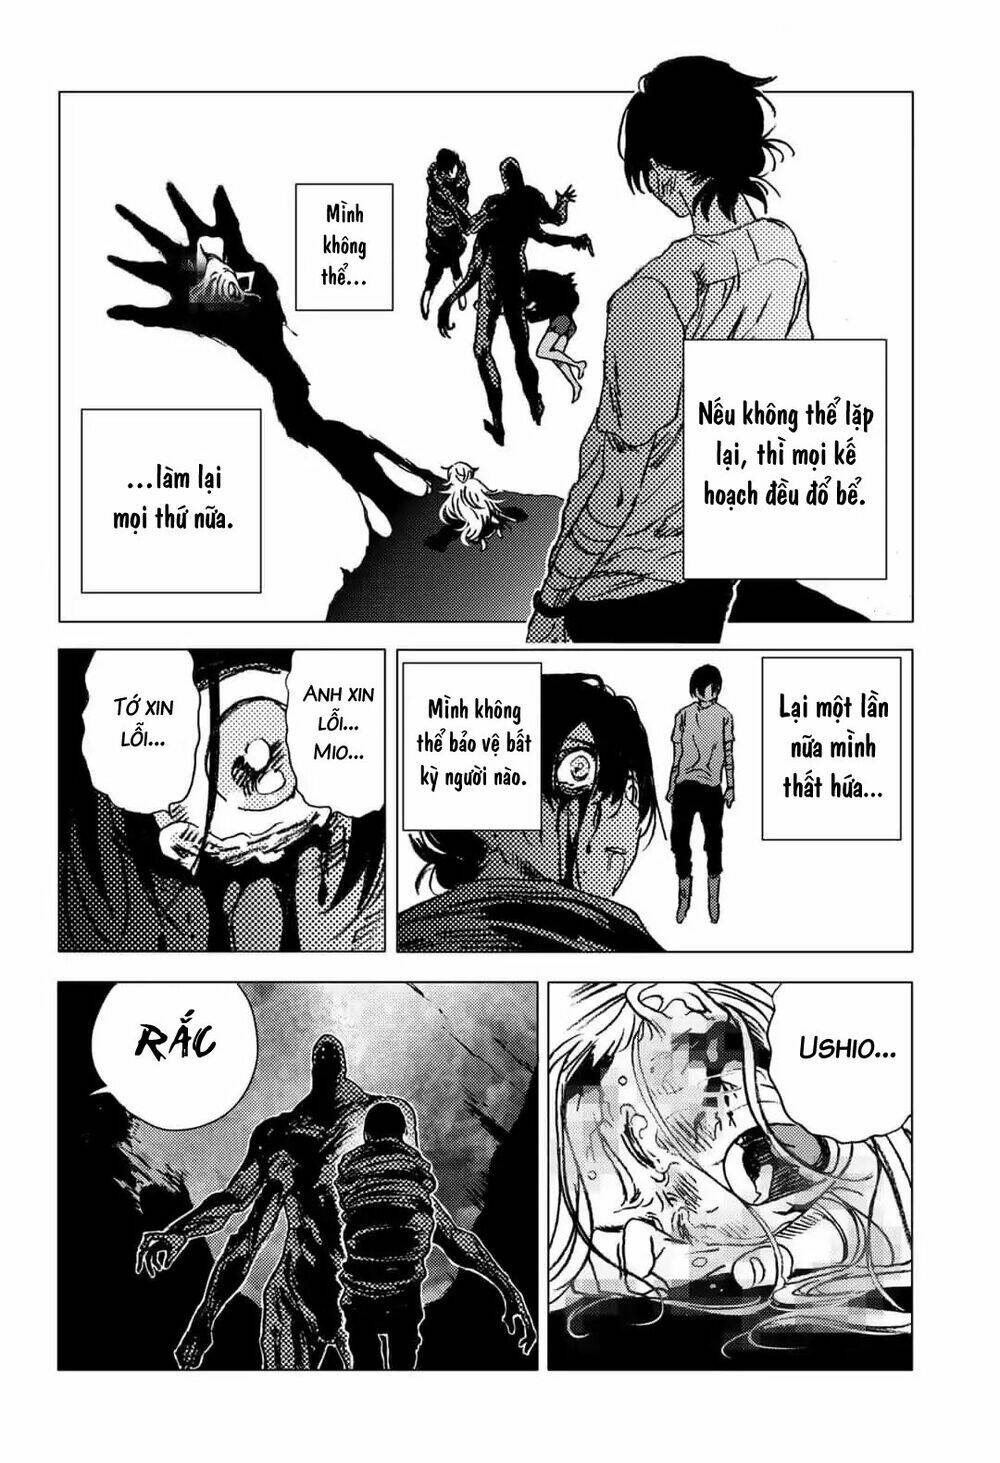 Nếu không thể lặp
lại, thì mọi kế
hoạch đều đổ bể.
Mình
không
thể...
...làm lại
mọi thứ nữa.
Lại một lần
nữa mình
thất hứa...
Mình không
thể bảo vệ bất
kỳ người nào.
ANH XIN
LỖI...
MIO...
TỚ XIN
LỖI...
USHIO...
RẮC